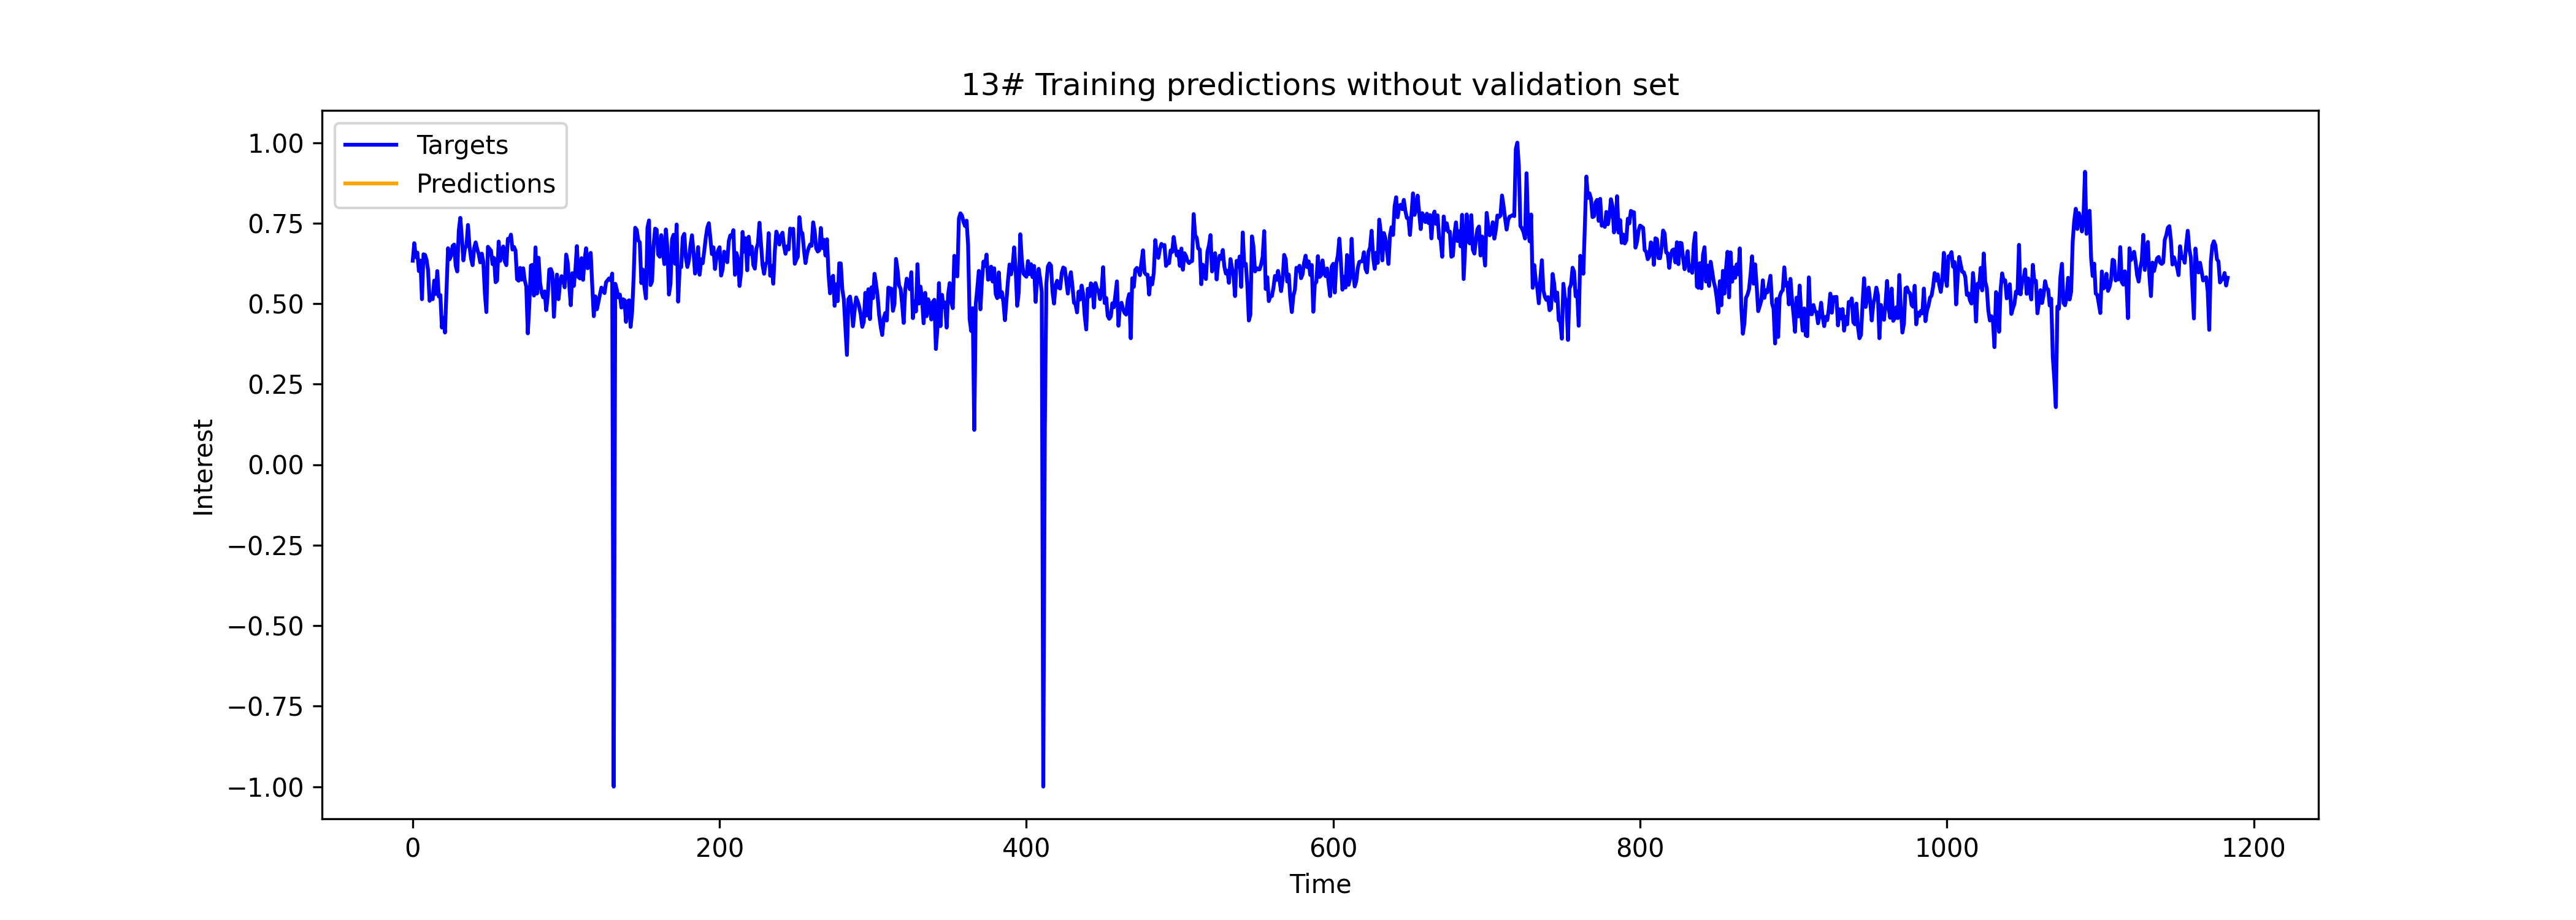 13# Training predictions without validation set
Targets
Predictions
1.00
0.75
0.50
0.25
0.00
−0.25
−0.50
−0.75
−1.00
Interest
0 200 400 600 800 1000 1200
Time